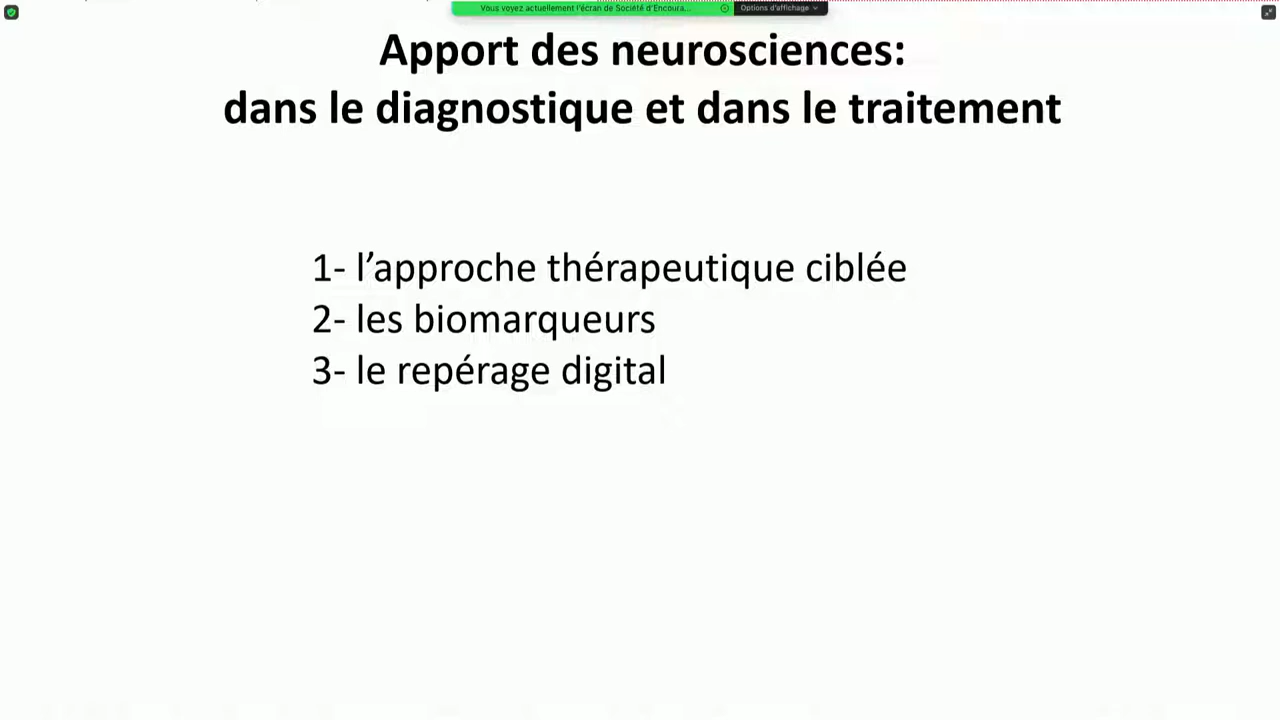 Vous voyez actuellement l'écran de Société d'Encoura...
Options d'affichage
Apport des neurosciences:
dans le diagnostique et dans le traitement
1- l’approche thérapeutique ciblée
2- les biomarqueurs
3- le repérage digital